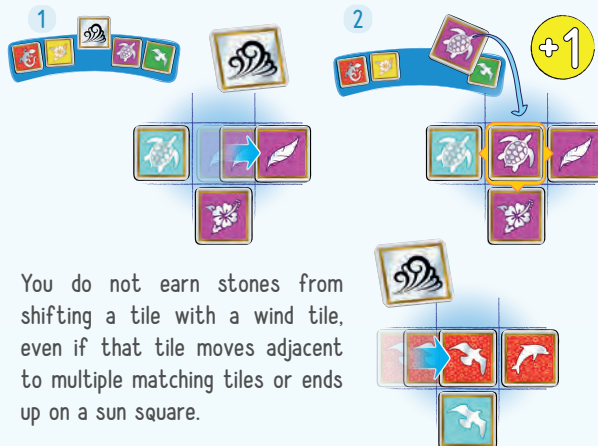 1
2
+1
You do not earn stones from
shifting a tile with a wind tile,
even if that tile moves adjacent
to multiple matching tiles or ends
up on a sun square.